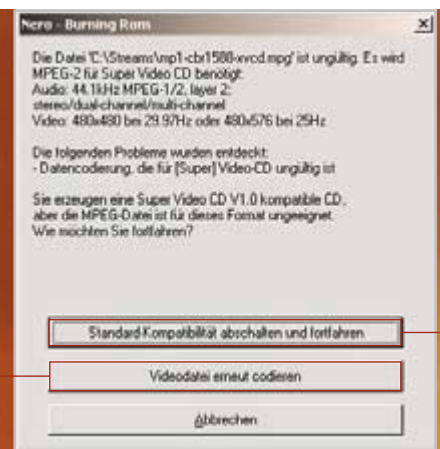 Nero - Burning Rom
Die Datei 'C:\Streams\mp1-cbr1588-xvcd.mpg' ist ungültig. Es wird
MPEG-2 für Super Video CD benötigt:
Audio: 44.1kHz MPEG-1/2, layer 2;
stereo/dual-channel/multi-channel
Video: 480x480 bei 29.97Hz oder 480x576 bei 25Hz
Die folgenden Probleme wurden entdeckt:
- Datencodierung, die für [Super] Video-CD ungültig ist
Sie erzeugen eine Super Video CD V1.0 kompatible CD,
aber die MPEG-Datei ist für dieses Format ungeeignet.
Wie möchten Sie fortfahren?
Standard-Kompatibilität abschalten und fortfahren
Videodatei erneut codieren
Abbrechen